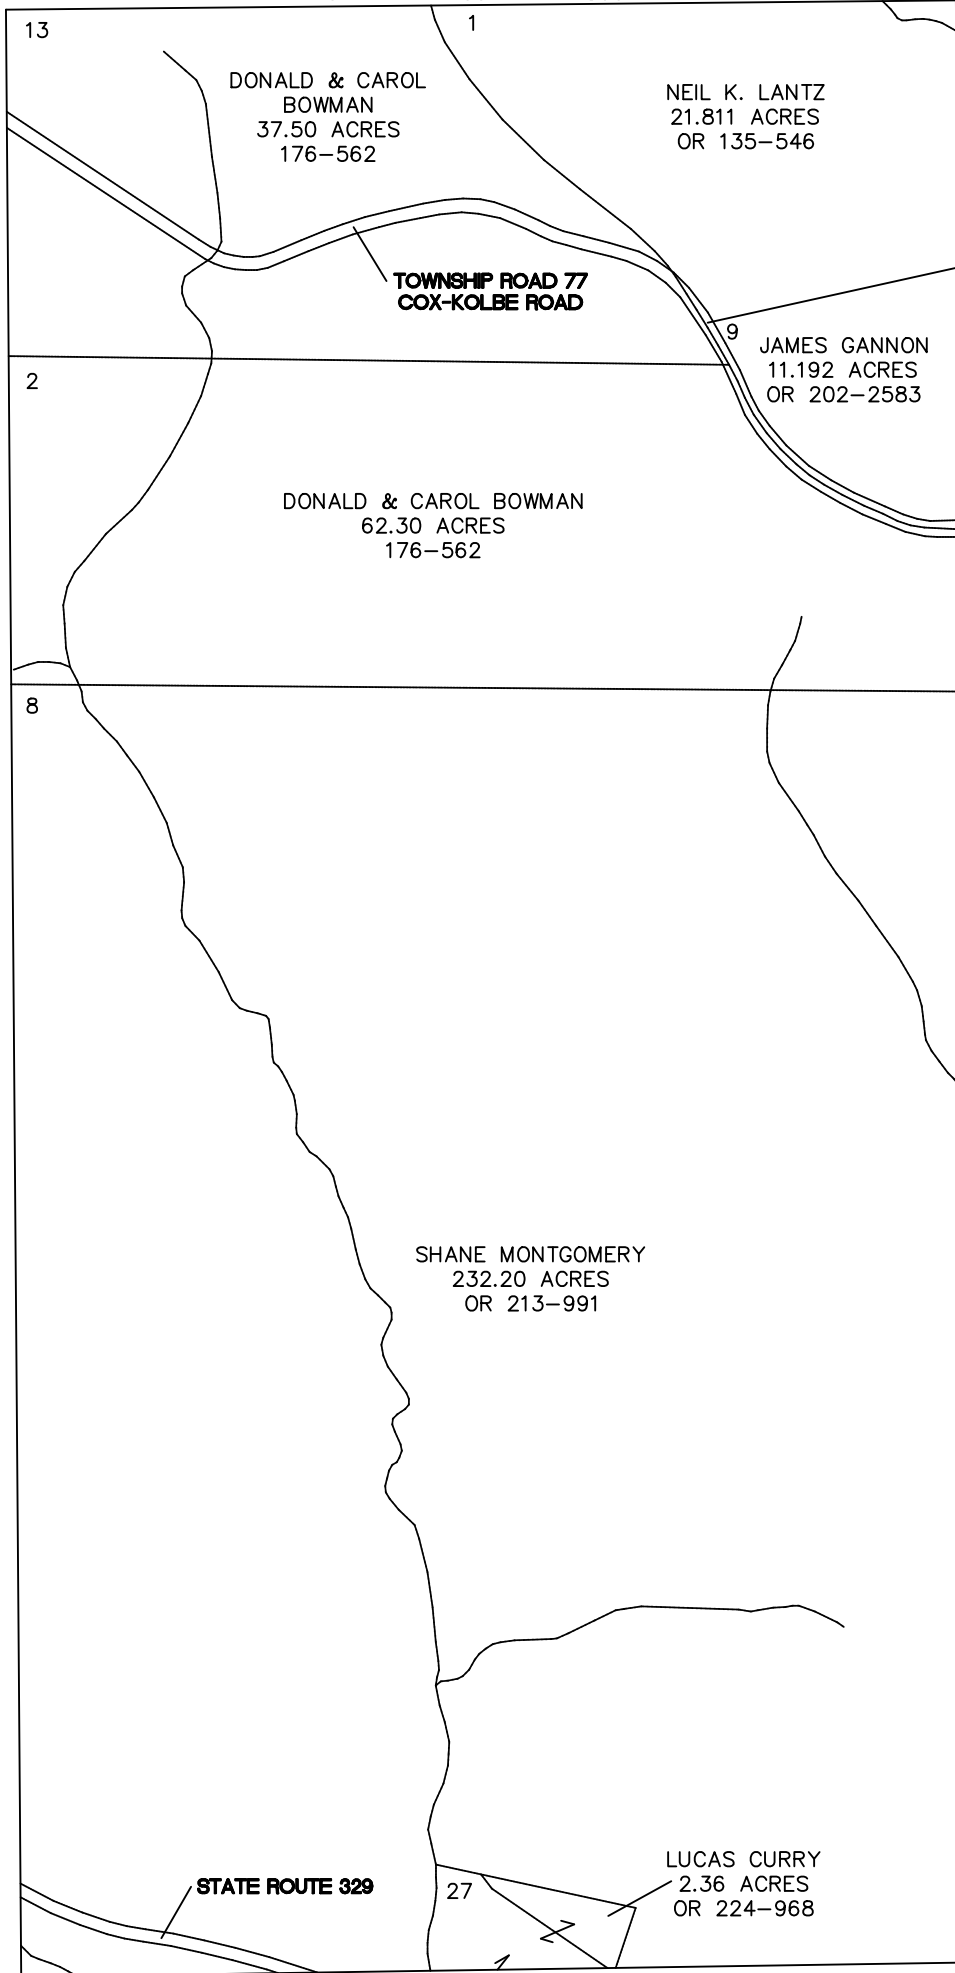 13
1
DONALD & CAROL
BOWMAN
37.50 ACRES
176-562
NEIL K. LANTZ
21.811 ACRES
OR 135-546
TOWNSHIP ROAD 77
COX-KOLBE ROAD
9
JAMES GANNON
11.192 ACRES
OR 202-2583
2
DONALD & CAROL BOWMAN
62.30 ACRES
176-562
8
SHANE MONTGOMERY
232.20 ACRES
OR 213-991
LUCAS CURRY
2.36 ACRES
OR 224-968
STATE ROUTE 329
27